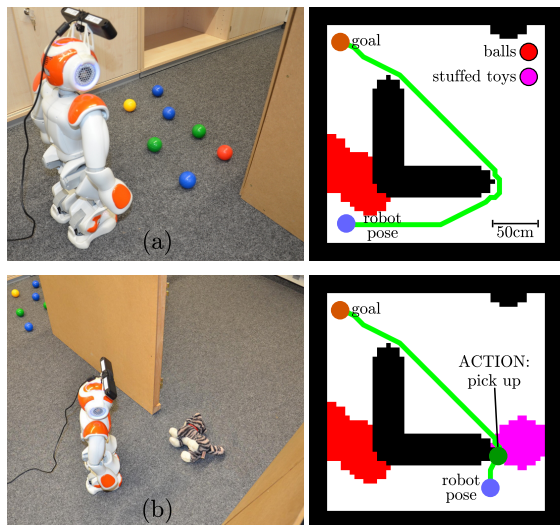 goal
balls
stuffed toys
robot
pose
50cm
(a)
goal
ACTION:
pick up
robot
pose
(b)